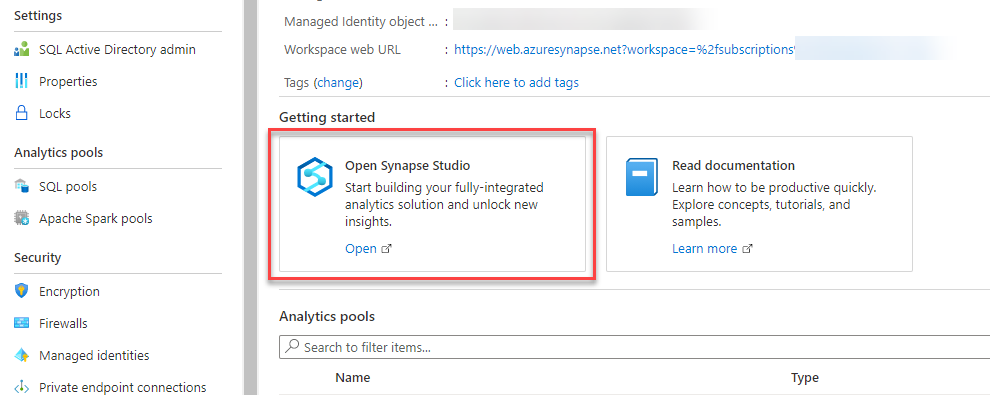 Settings
SQL Active Directory admin
Properties
Locks
Analytics pools
SQL pools
Apache Spark pools
Security
Encryption
Firewalls
Managed identities
Private endpoint connections
Managed Identity object ... :
Workspace web URL : https://web.azuresynapse.net?workspace=%2fsubscriptions
Tags (change) : Click here to add tags
Getting started
Open Synapse Studio
Start building your fully-integrated
analytics solution and unlock new
insights.
Open
Read documentation
Learn how to be productive quickly.
Explore concepts, tutorials, and
samples.
Learn more
Analytics pools
Search to filter items...
Name Type